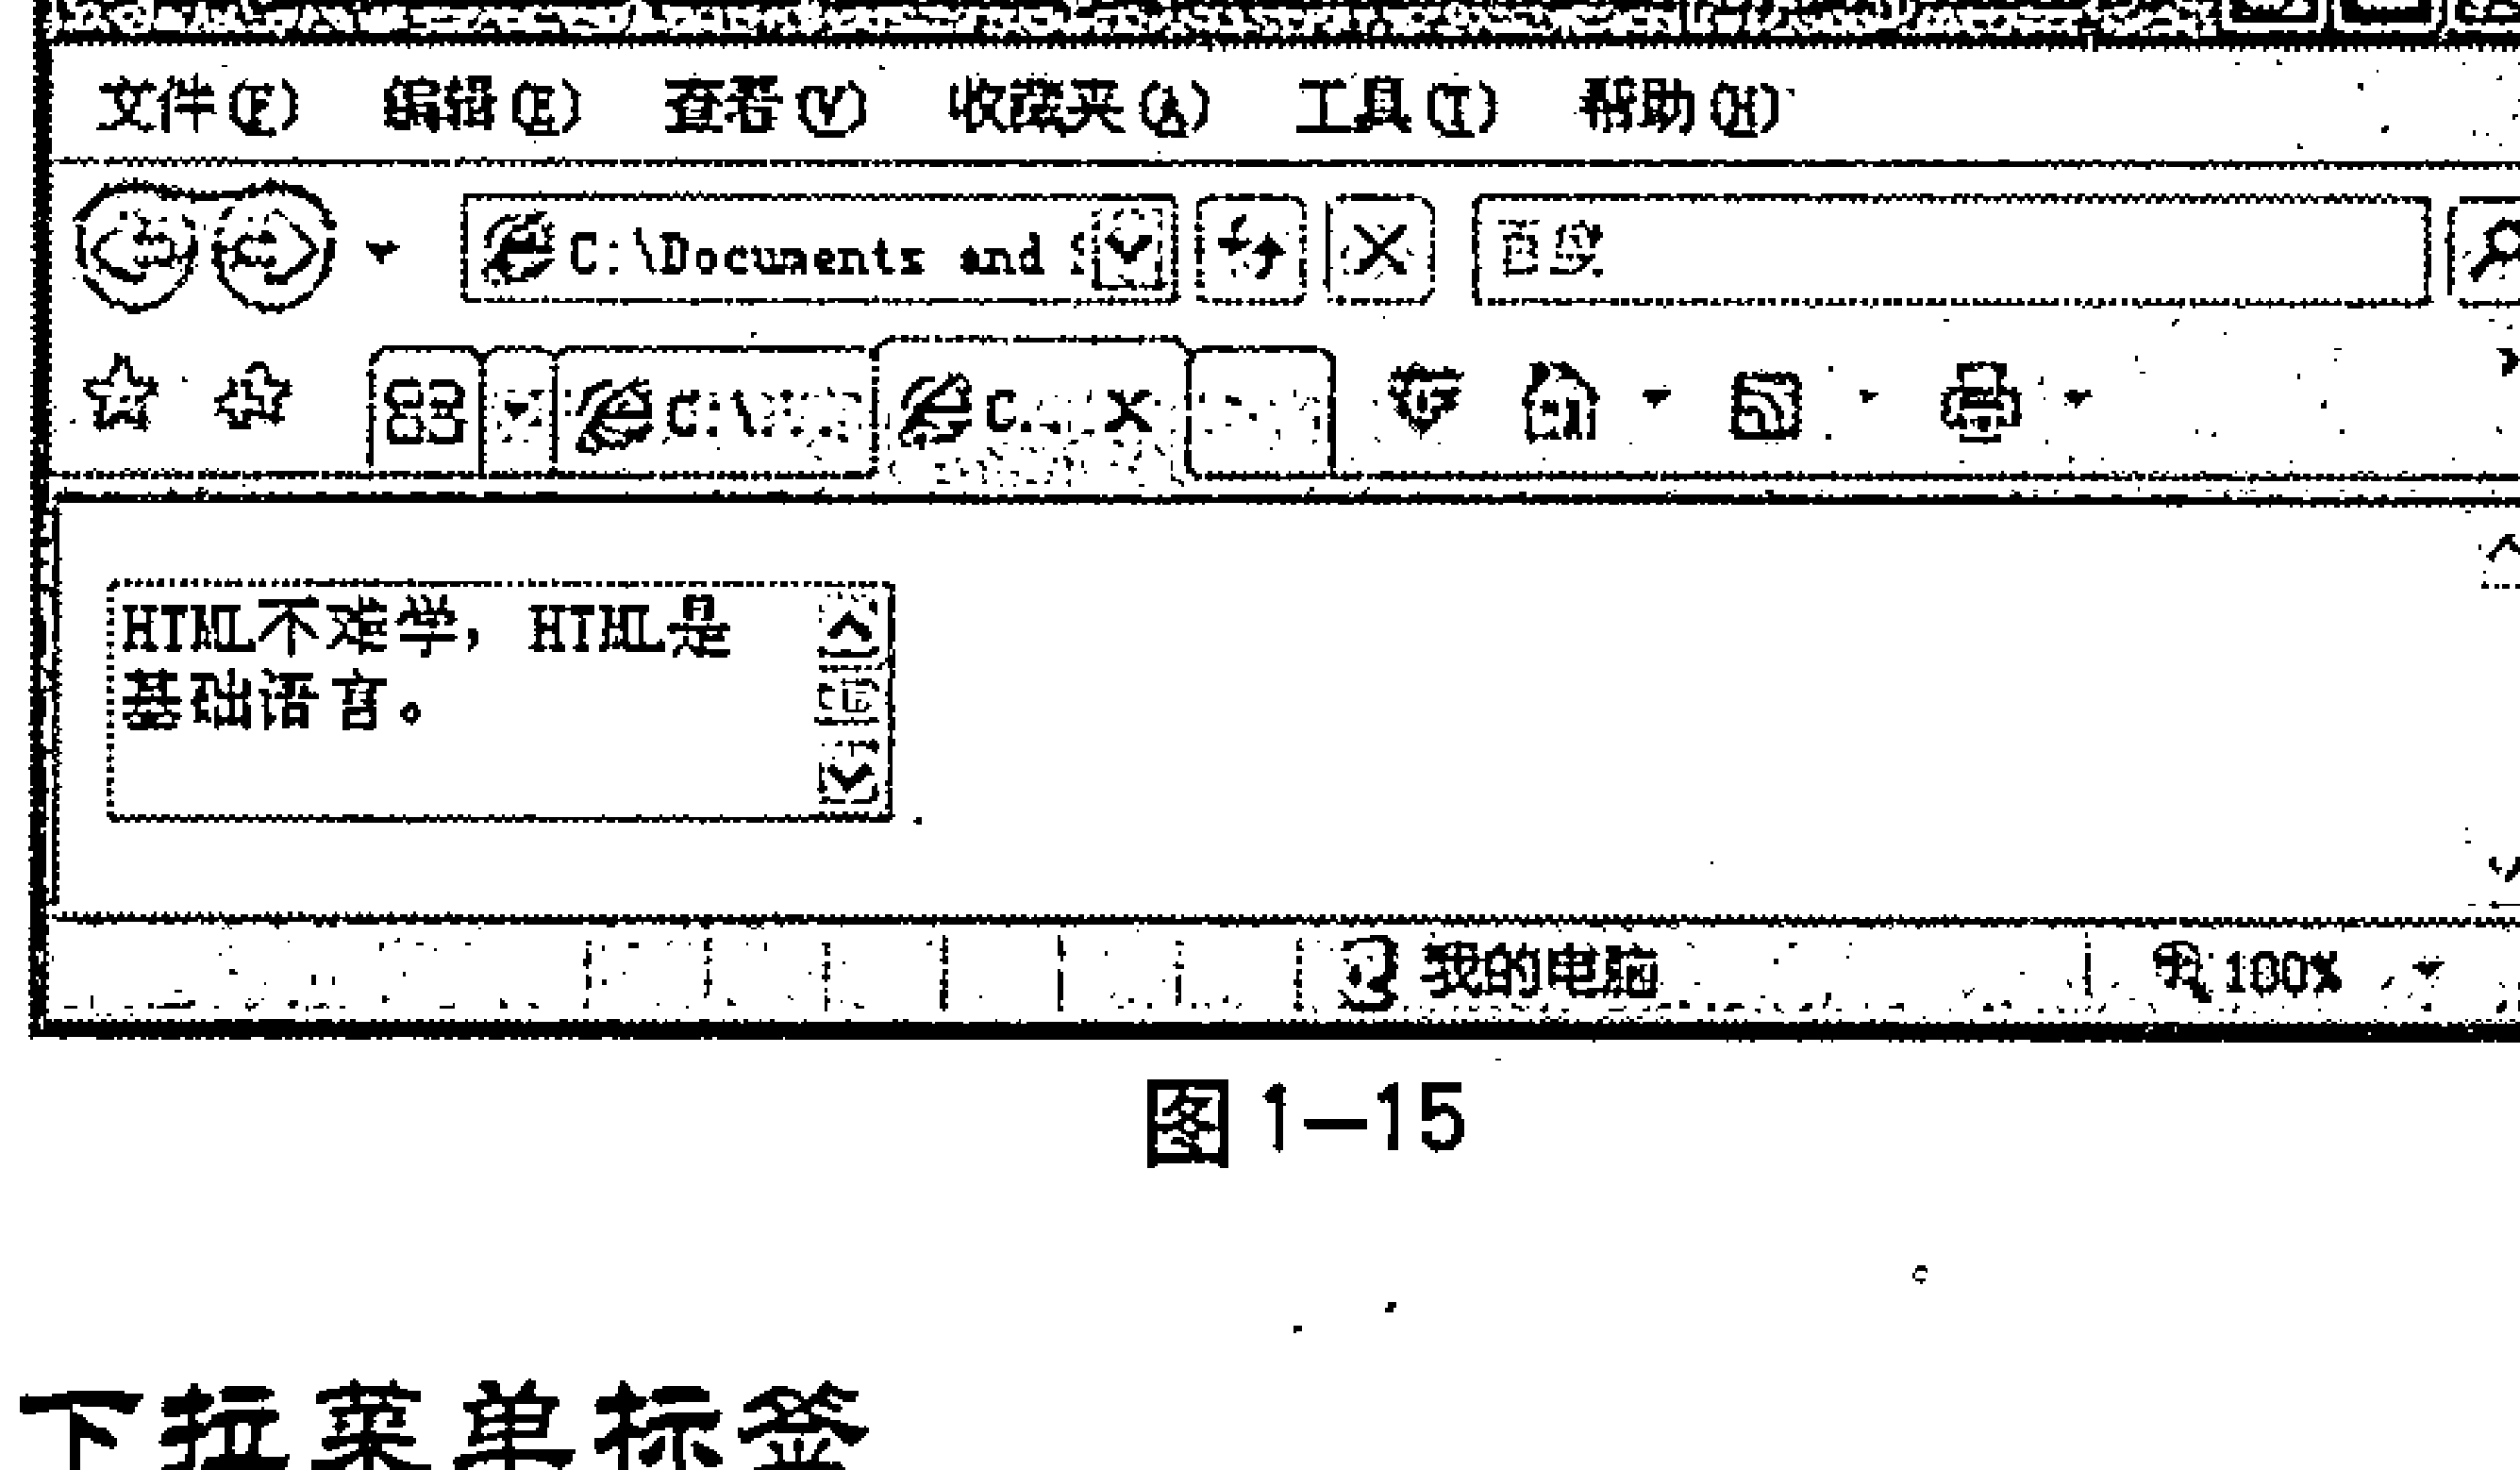 文件(F) 编辑(E) 查看(V) 收藏夹(A) 工具(T) 帮助(H)
C:\Documents and S 百度
C:\... C...
HTML不难学，HTML是
基础语言。
我的电脑 100%
图1-15
下拉菜单标签